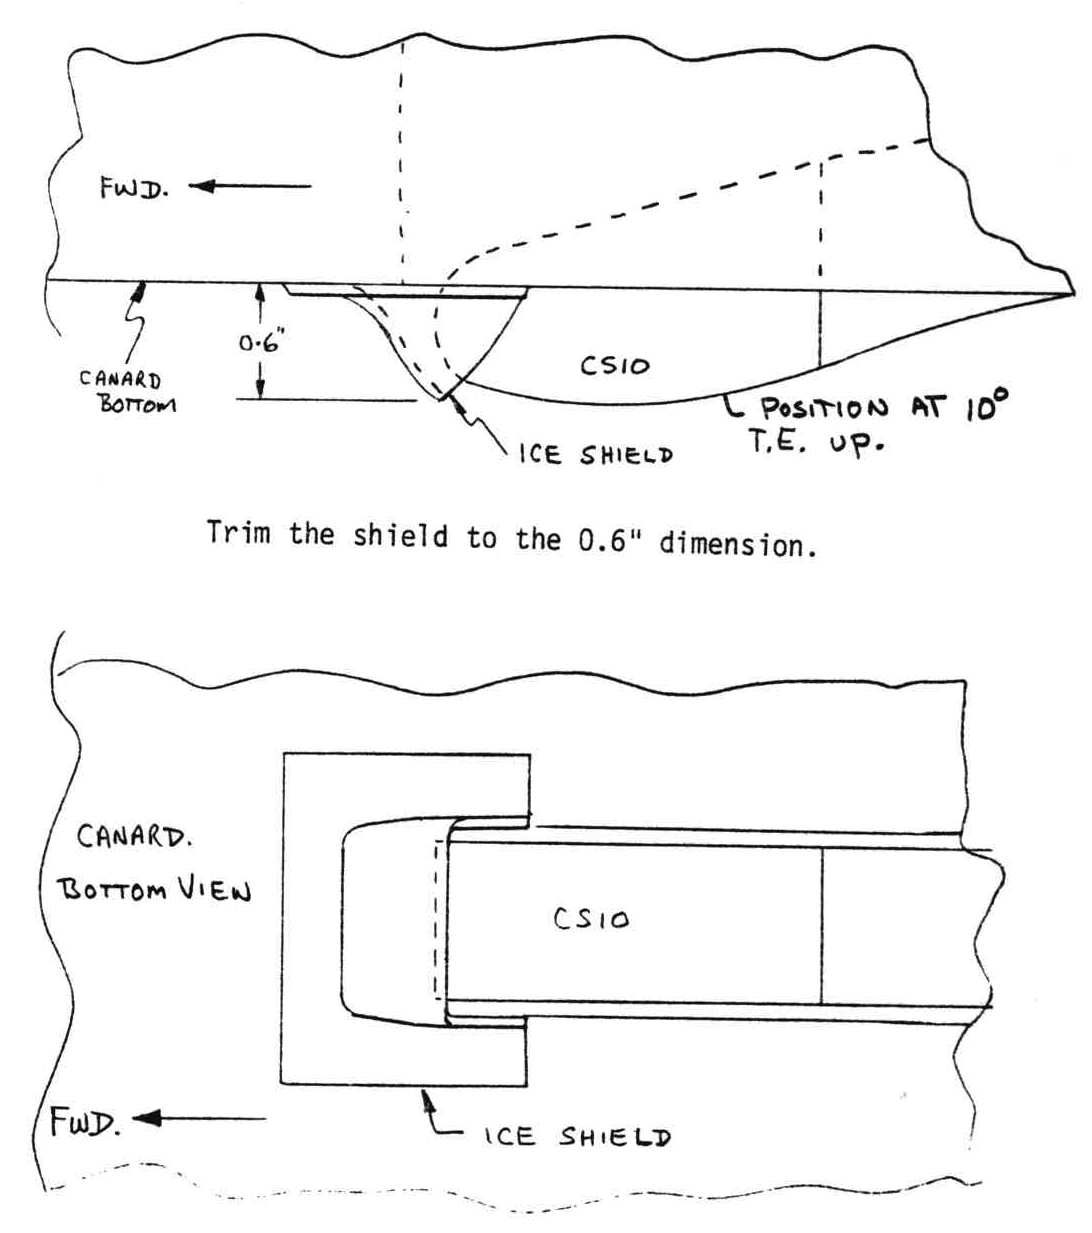 FWD.
0.6"
CANARD
BOTTOM
CS10
POSITION AT 10°
T.E. UP.
ICE SHIELD
Trim the shield to the 0.6" dimension.
CANARD.
BOTTOM VIEW
CS10
FWD.
ICE SHIELD